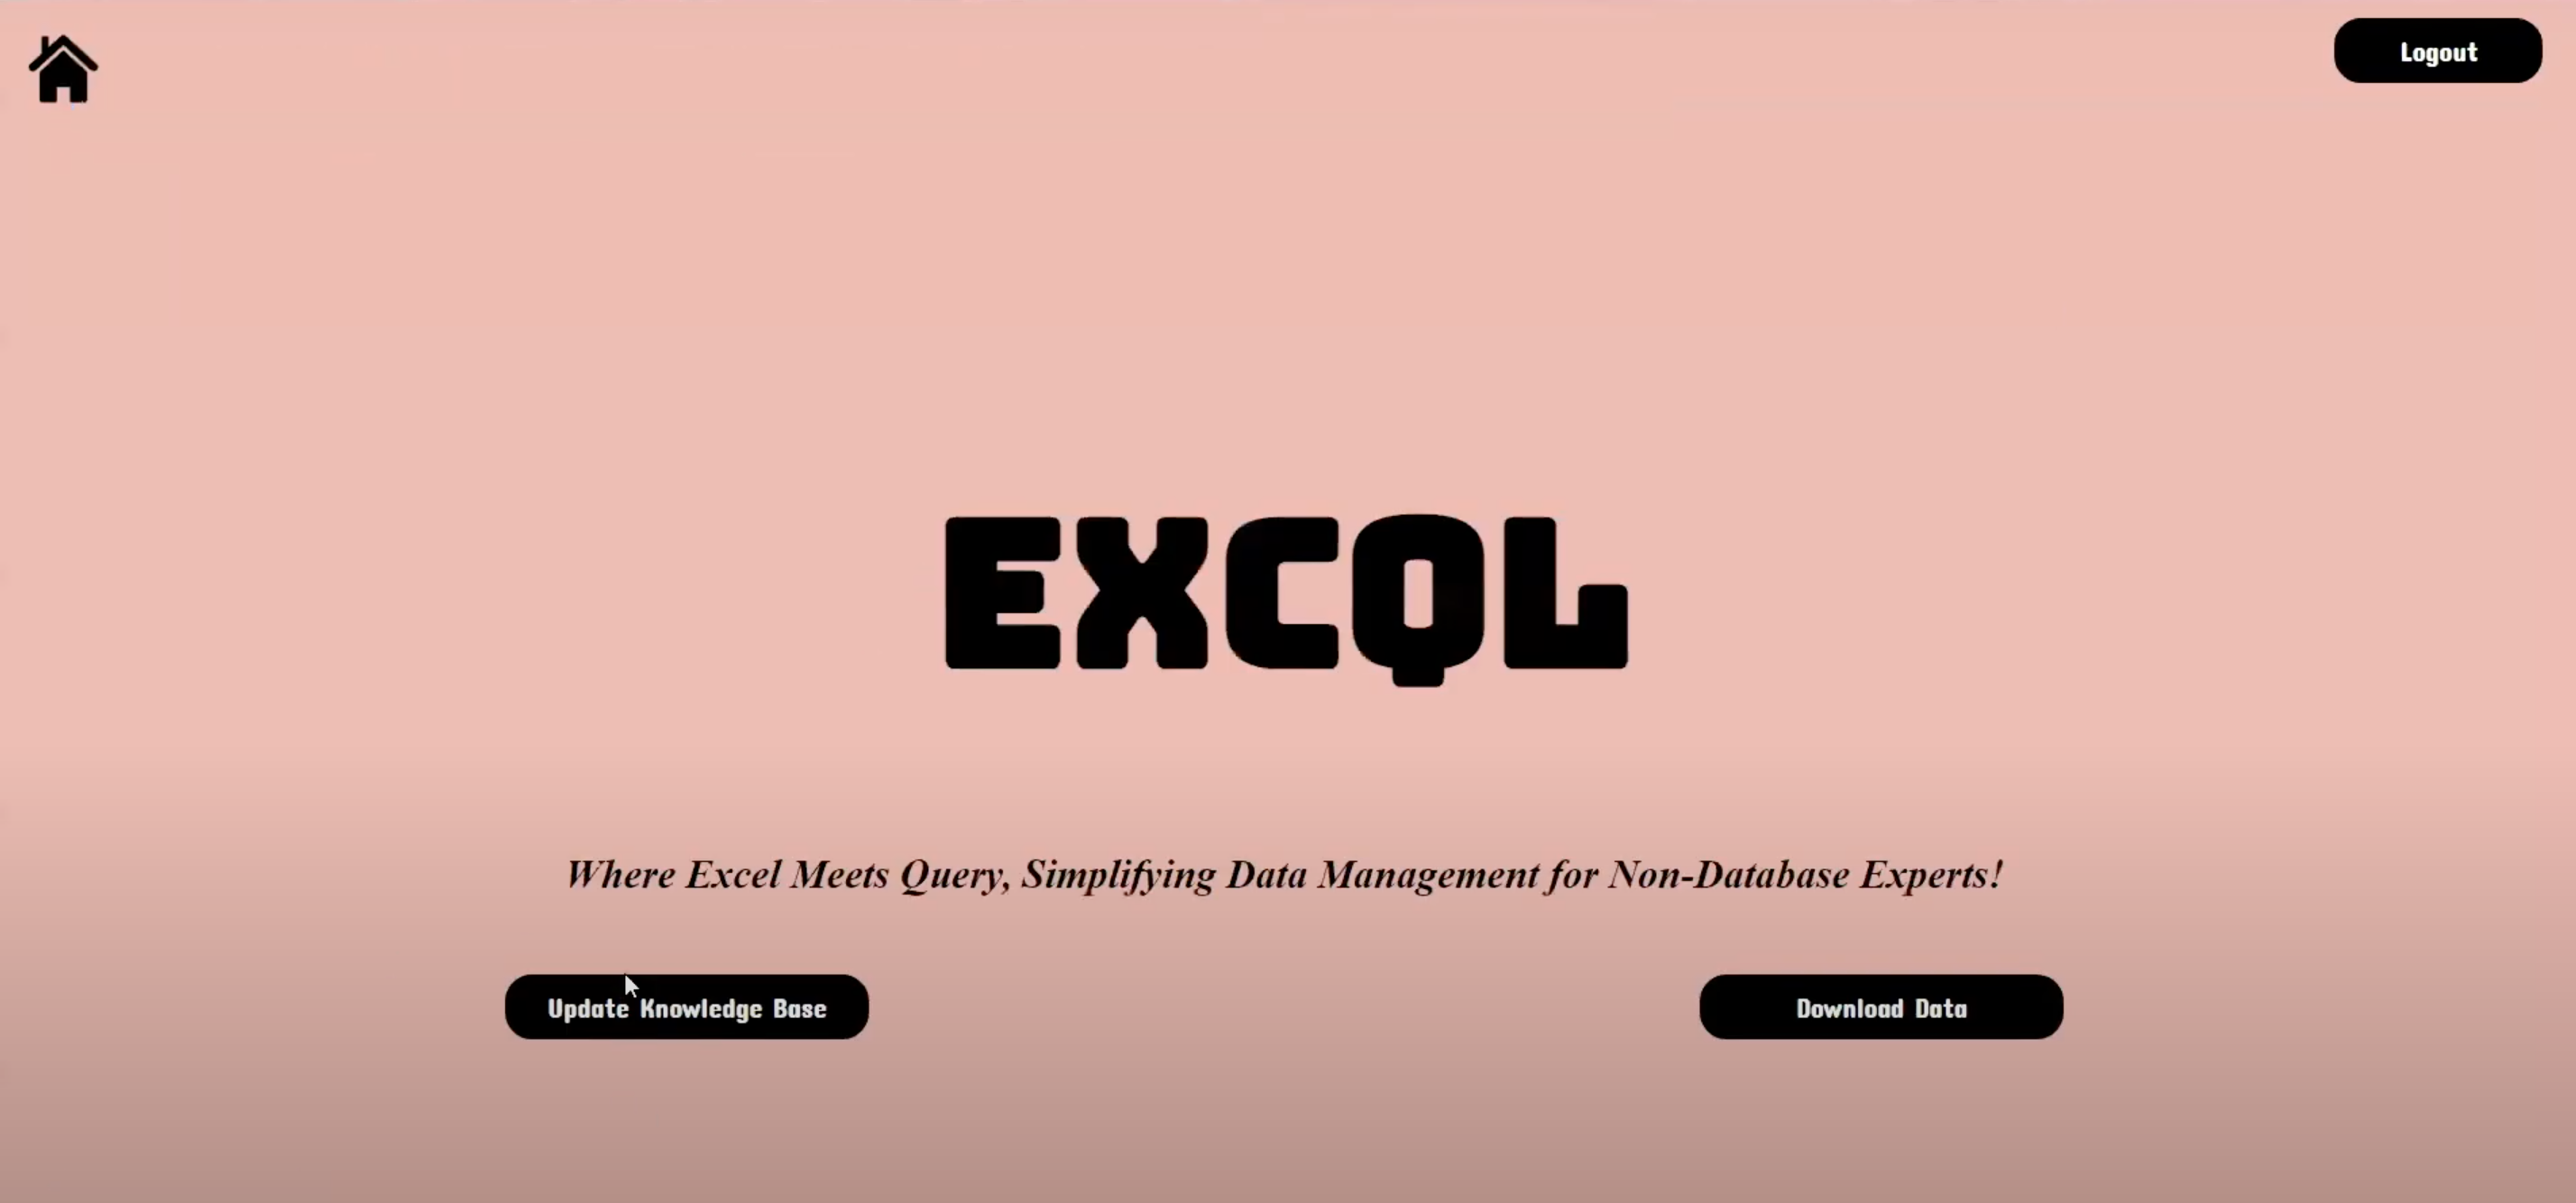 Logout
EXCQL
Where Excel Meets Query, Simplifying Data Management for Non-Database Experts!
Update Knowledge Base
Download Data